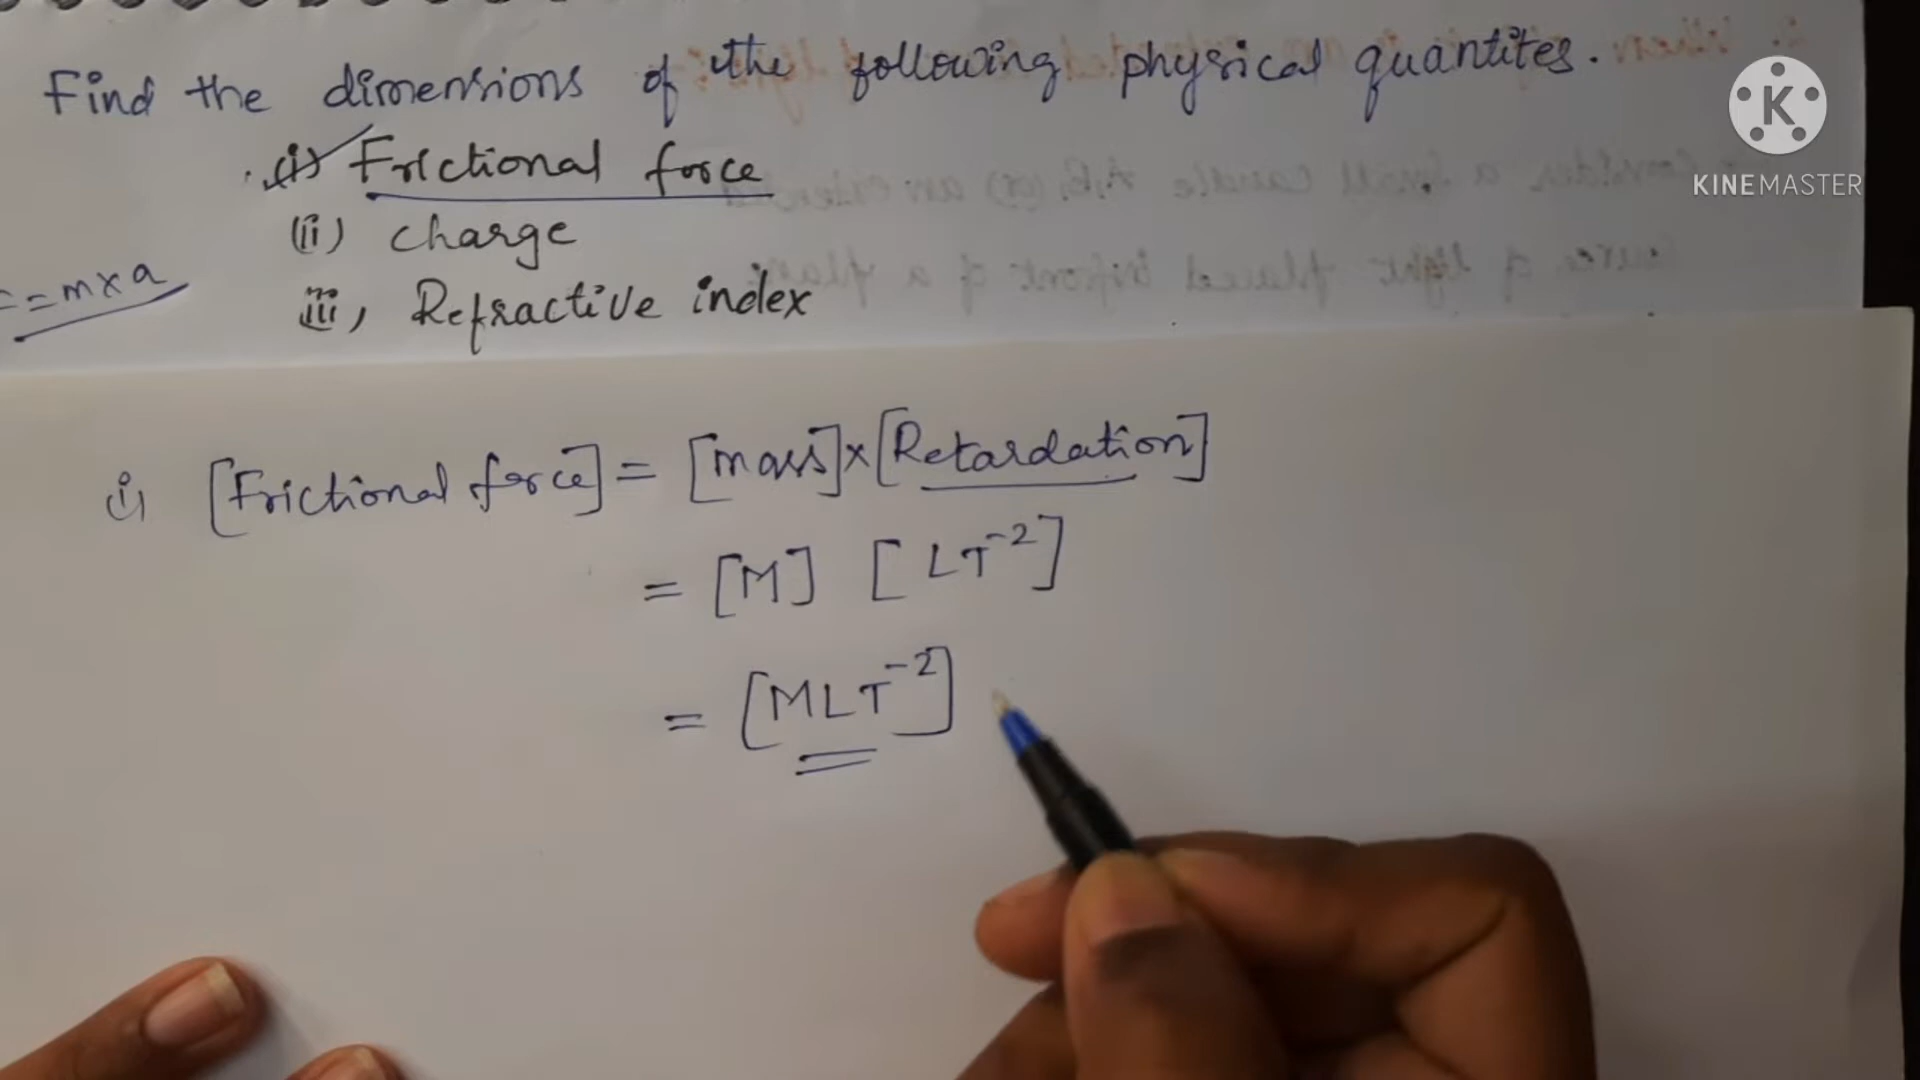 Find the dimensions of the following physical quantites.
(i) Frictional force
(ii) charge
= m x a
iii, Refractive index
K
KINEMASTER
i, [Frictional force] = [mass] x [Retardation]
= [M] [LT⁻²]
= [MLT⁻²]